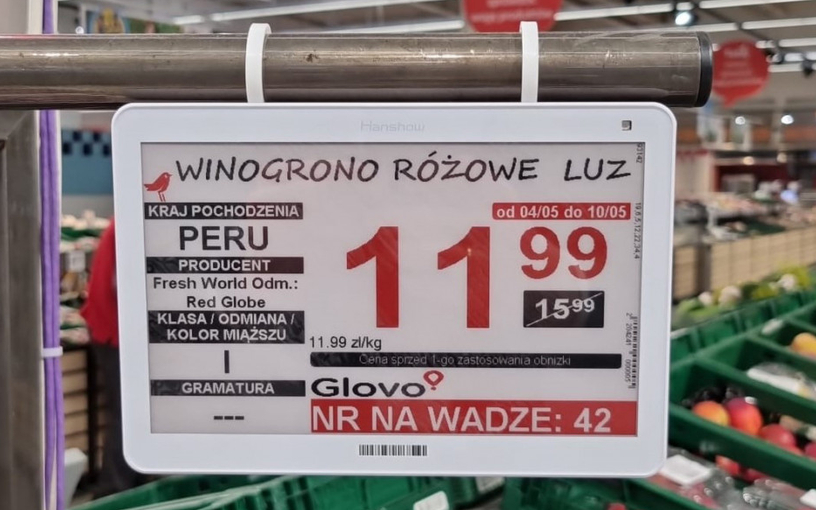 Hanshow
WINOGRONO RÓŻOWE LUZ
KRAJ POCHODZENIA
PERU
PRODUCENT
Fresh World Odm.:
Red Globe
KLASA / ODMIANA /
KOLOR MIĄŻSZU
I
GRAMATURA
---
od 04/05 do 10/05
11 99
15 99
11.99 zł/kg
Cena sprzed 1-go zastosowania obniżki
Glovo
NR NA WADZE: 42